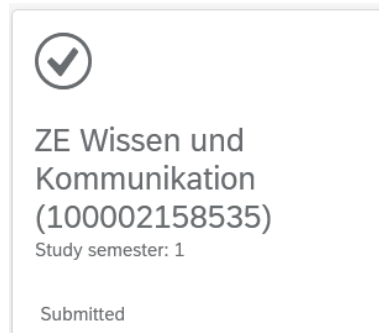 ZE Wissen und
Kommunikation
(100002158535)
Study semester: 1
Submitted